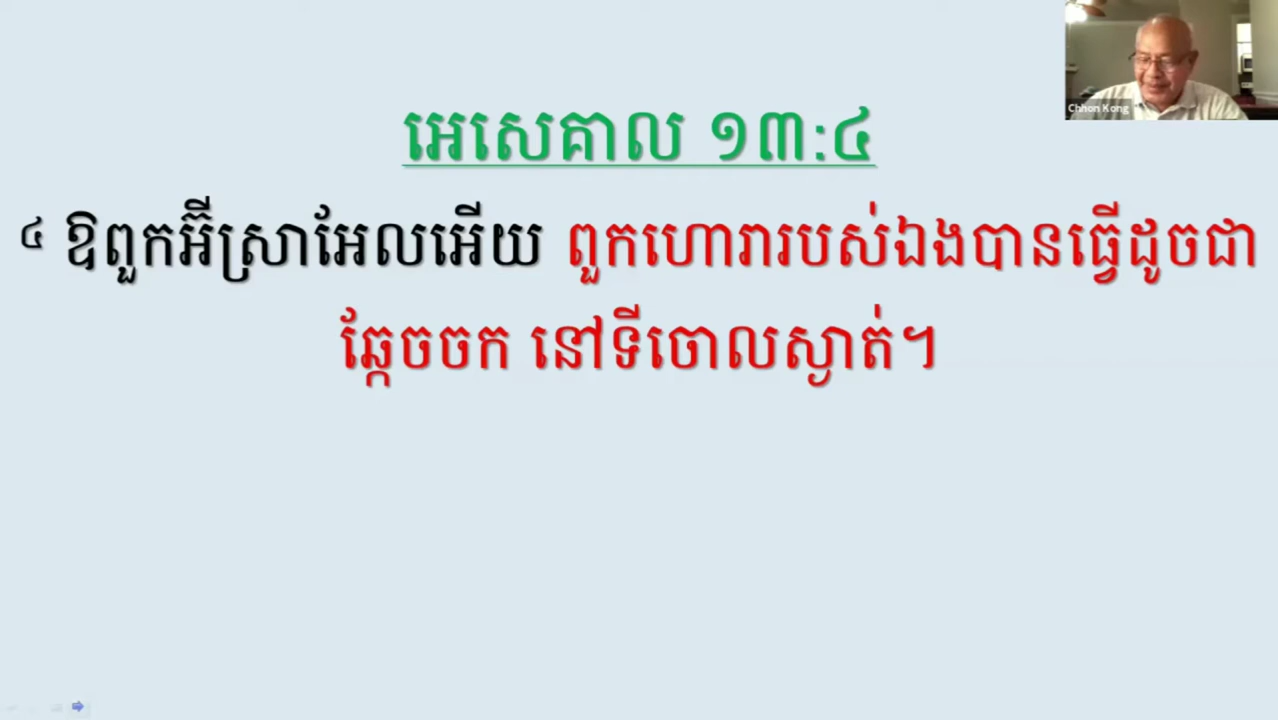 Chhon Kong
អេសេគាល ១៣:៤
៤ ឱពួកអ៊ីស្រាអែលអើយ ពួកហោរារបស់ឯងបានធ្វើដូចជា
ឆ្កែចចក នៅទីចោលស្ងាត់។